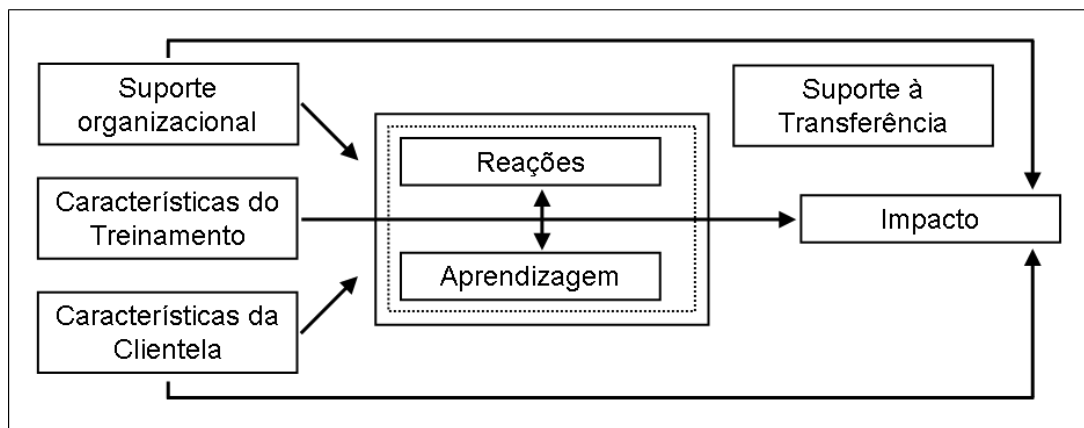 Suporte
organizacional
Características do
Treinamento
Características da
Clientela
Reações
Aprendizagem
Suporte à
Transferência
Impacto